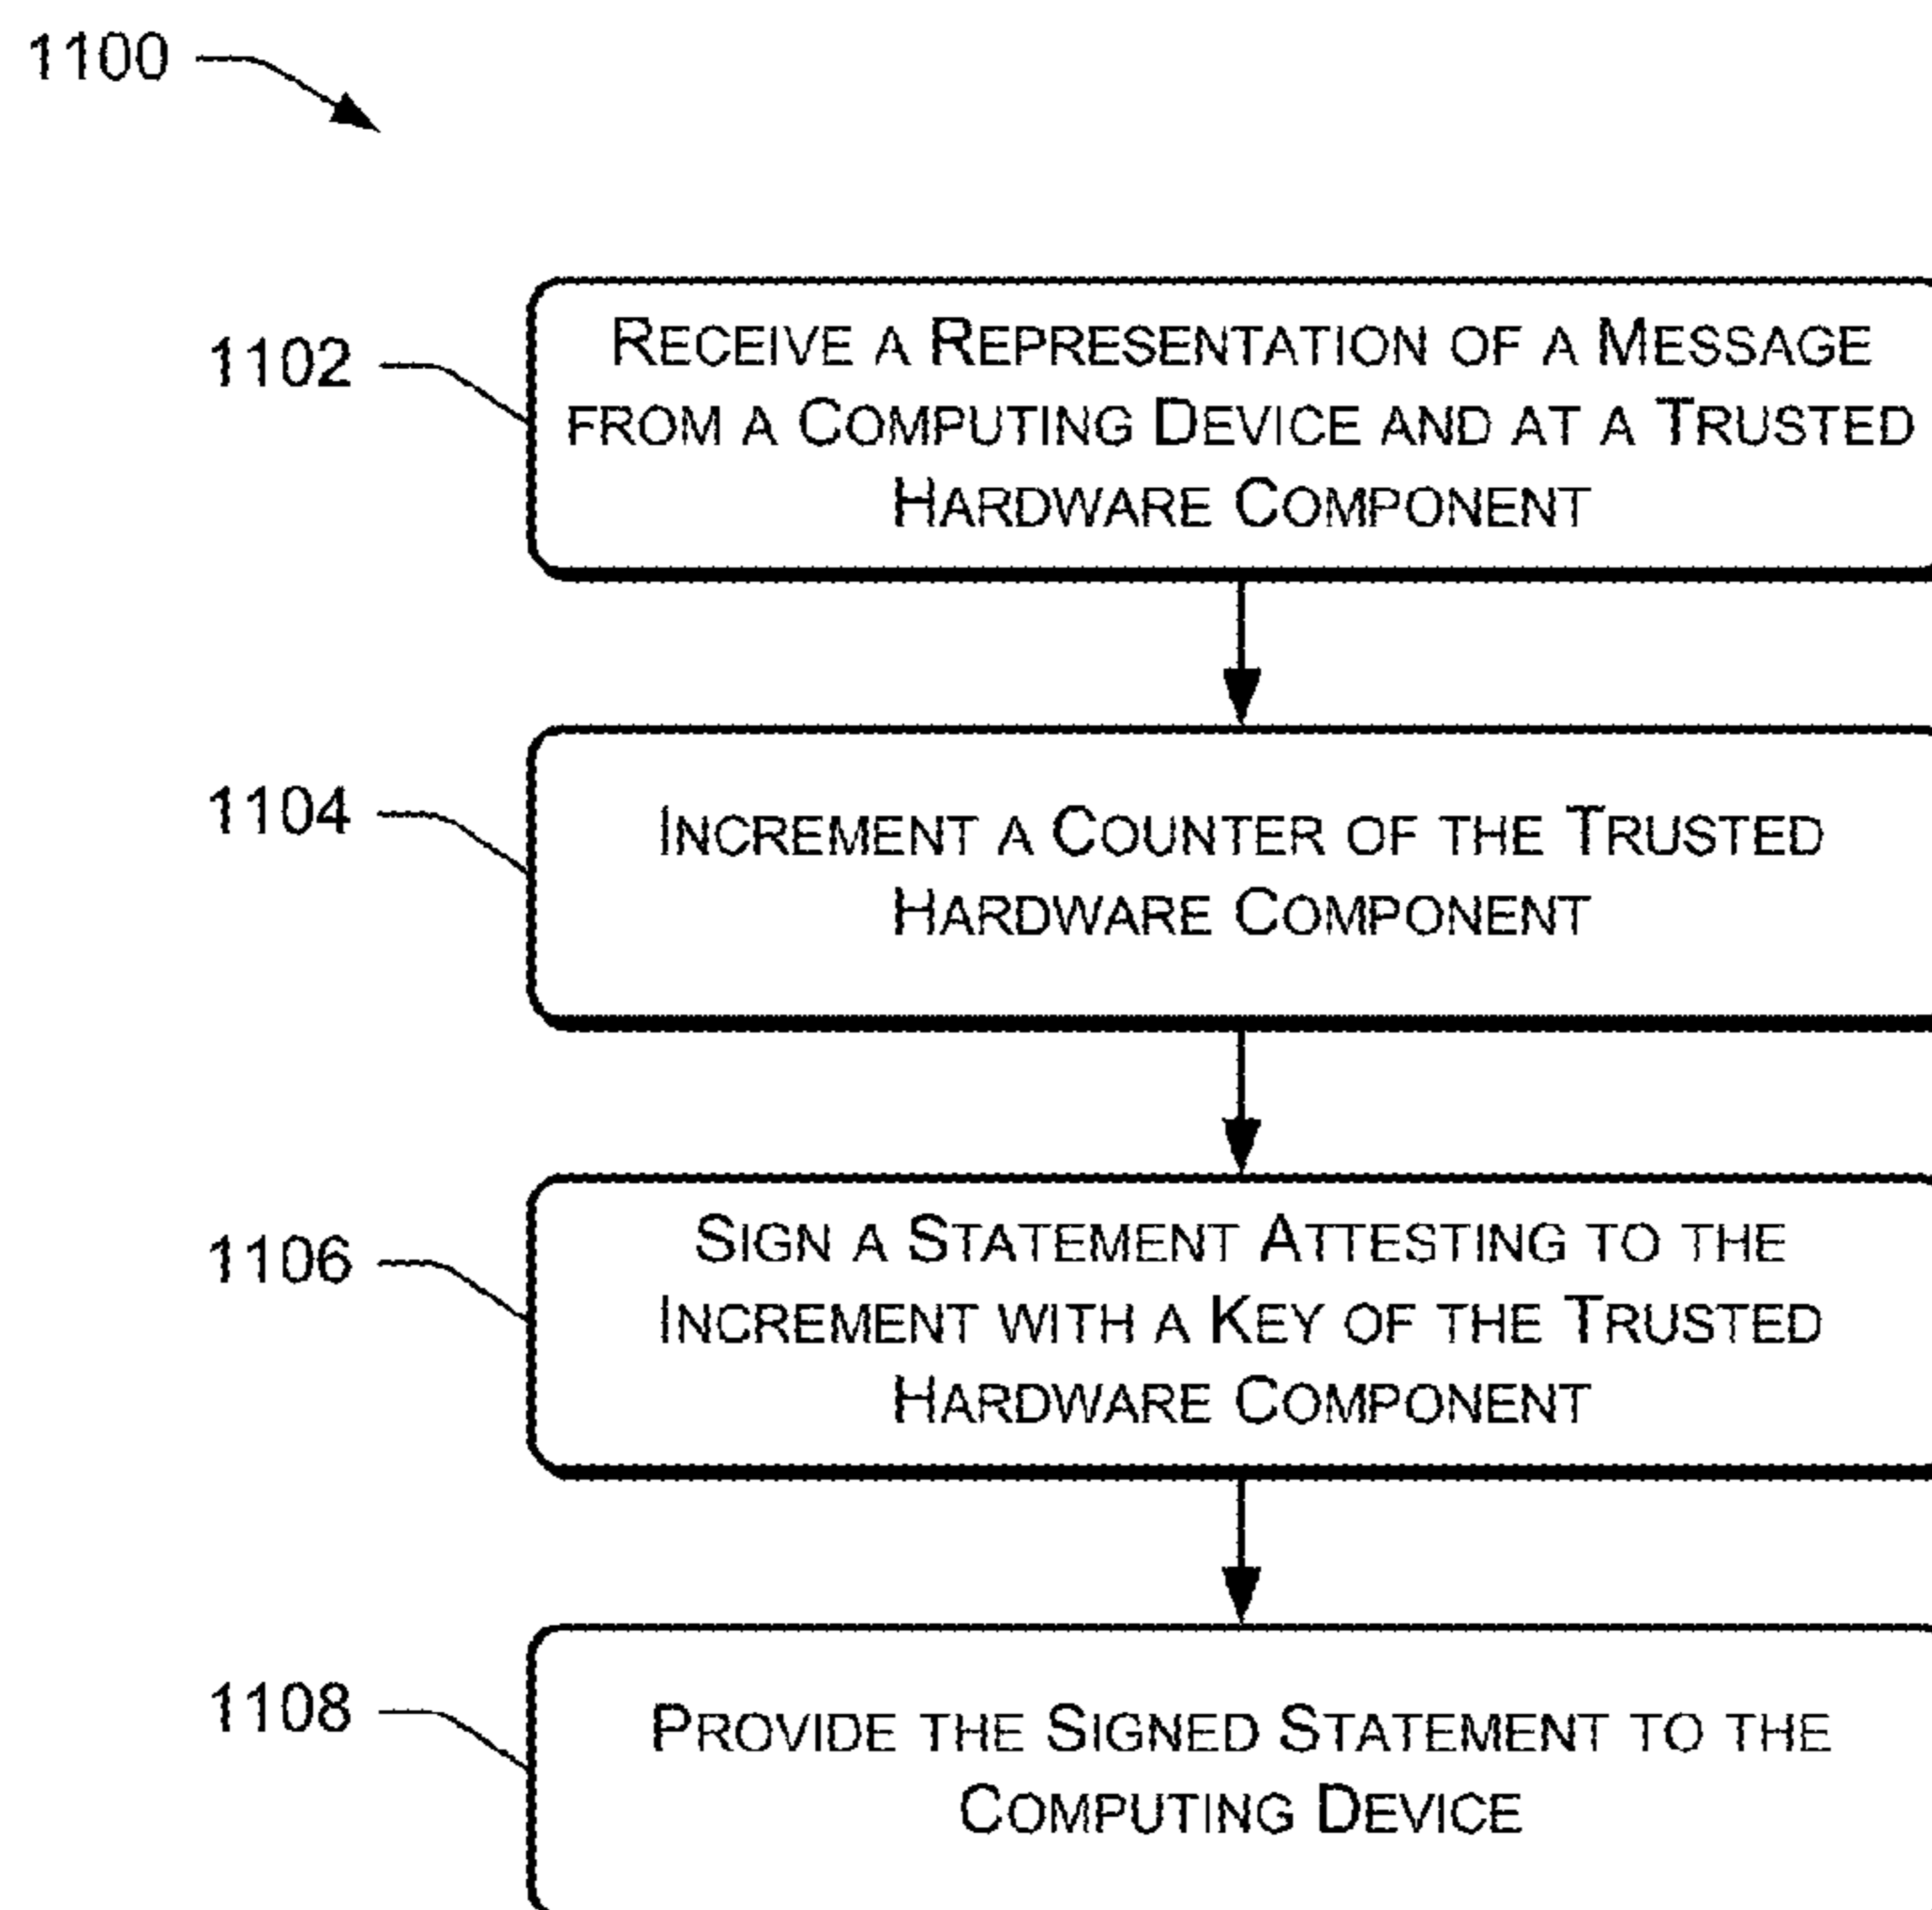 1100
1102
RECEIVE A REPRESENTATION OF A MESSAGE
FROM A COMPUTING DEVICE AND AT A TRUSTED
HARDWARE COMPONENT
1104
INCREMENT A COUNTER OF THE TRUSTED
HARDWARE COMPONENT
1106
SIGN A STATEMENT ATTESTING TO THE
INCREMENT WITH A KEY OF THE TRUSTED
HARDWARE COMPONENT
1108
PROVIDE THE SIGNED STATEMENT TO THE
COMPUTING DEVICE